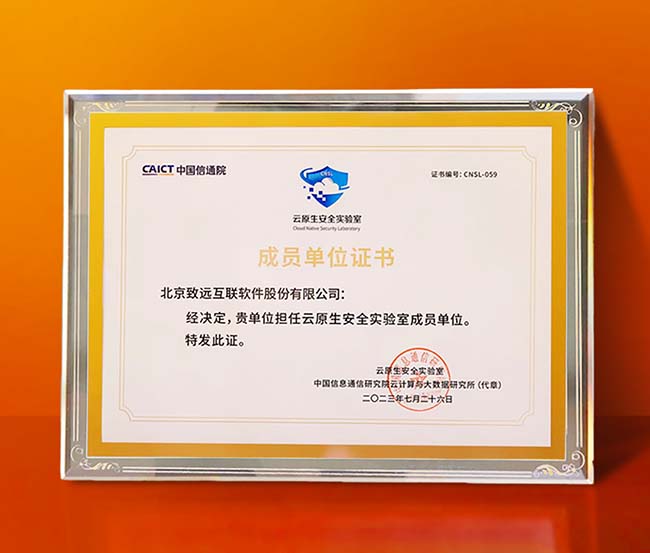 CAICT 中国信通院
证书编号: CNSL-059
CNSL
云原生安全实验室
Cloud Native Security Laboratory
成员单位证书
北京致远互联软件股份有限公司:
经决定,贵单位担任云原生安全实验室成员单位。
特发此证。
云原生安全实验室
中国信息通信研究院云计算与大数据研究所(代章)
二〇二三年七月二十六日